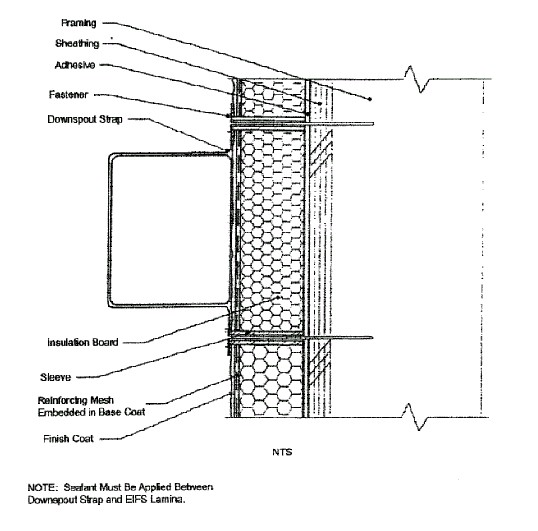 Framing
Sheathing
Adhesive
Fastener
Downspout Strap
Insulation Board
Sleeve
Reinforcing Mesh
Embedded in Base Coat
Finish Coat
NTS
NOTE: Sealant Must Be Applied Between
Downspout Strap and EIFS Lamina.